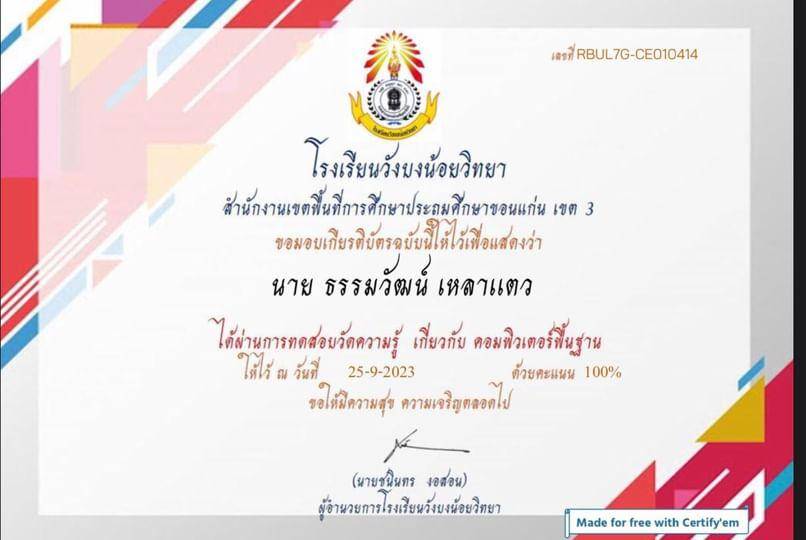 เลขที่ RBUL7G-CE010414
โรงเรียนวังบงน้อยวิทยา
สำนักงานเขตพื้นที่การศึกษาประถมศึกษาขอนแก่น เขต 3
ขอมอบเกียรติบัตรฉบับนี้ให้ไว้เพื่อแสดงว่า
นาย ธรรมวัฒน์ เหลาแตว
ได้ผ่านการทดสอบวัดความรู้ เกี่ยวกับ คอมพิวเตอร์พื้นฐาน
ให้ไว้ ณ วันที่ 25-9-2023 ด้วยคะแนน 100%
ขอให้มีความสุข ความเจริญตลอดไป
(นายชนินทร งอสอน)
ผู้อำนวยการโรงเรียนวังบงน้อยวิทยา
Made for free with Certify'em